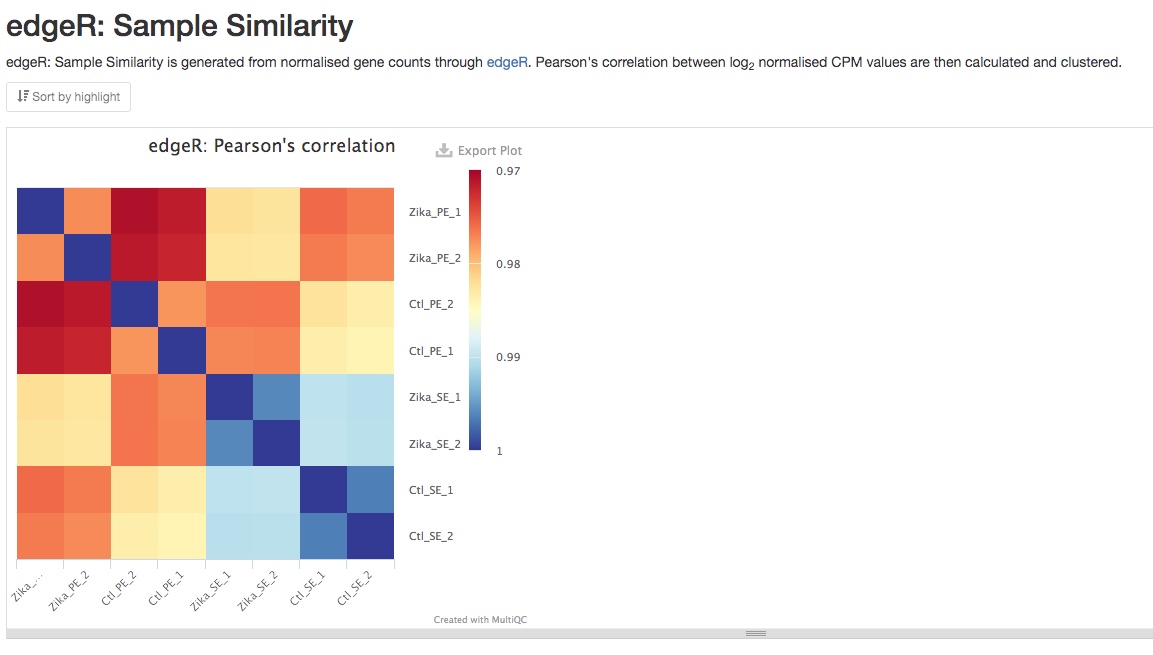 edgeR: Sample Similarity
edgeR: Sample Similarity is generated from normalised gene counts through edgeR. Pearson's correlation between log2 normalised CPM values are then calculated and clustered.
Sort by highlight
edgeR: Pearson's correlation
Export Plot
0.97
0.98
0.99
1
Zika_PE_1
Zika_PE_2
Ctl_PE_2
Ctl_PE_1
Zika_SE_1
Zika_SE_2
Ctl_SE_1
Ctl_SE_2
Zika_...
Zika_PE_2
Ctl_PE_2
Ctl_PE_1
Zika_SE_1
Zika_SE_2
Ctl_SE_1
Ctl_SE_2
Created with MultiQC